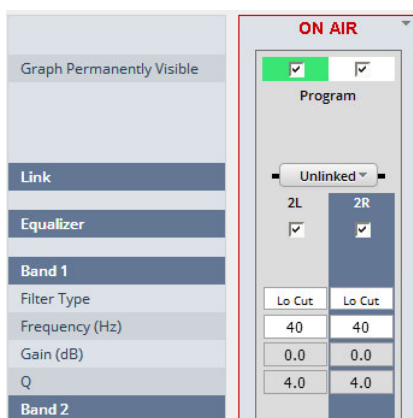 ON AIR
Graph Permanently Visible
Program
Link Unlinked
2L 2R
Equalizer
Band 1
Filter Type Lo Cut Lo Cut
Frequency (Hz) 40 40
Gain (dB) 0.0 0.0
Q 4.0 4.0
Band 2